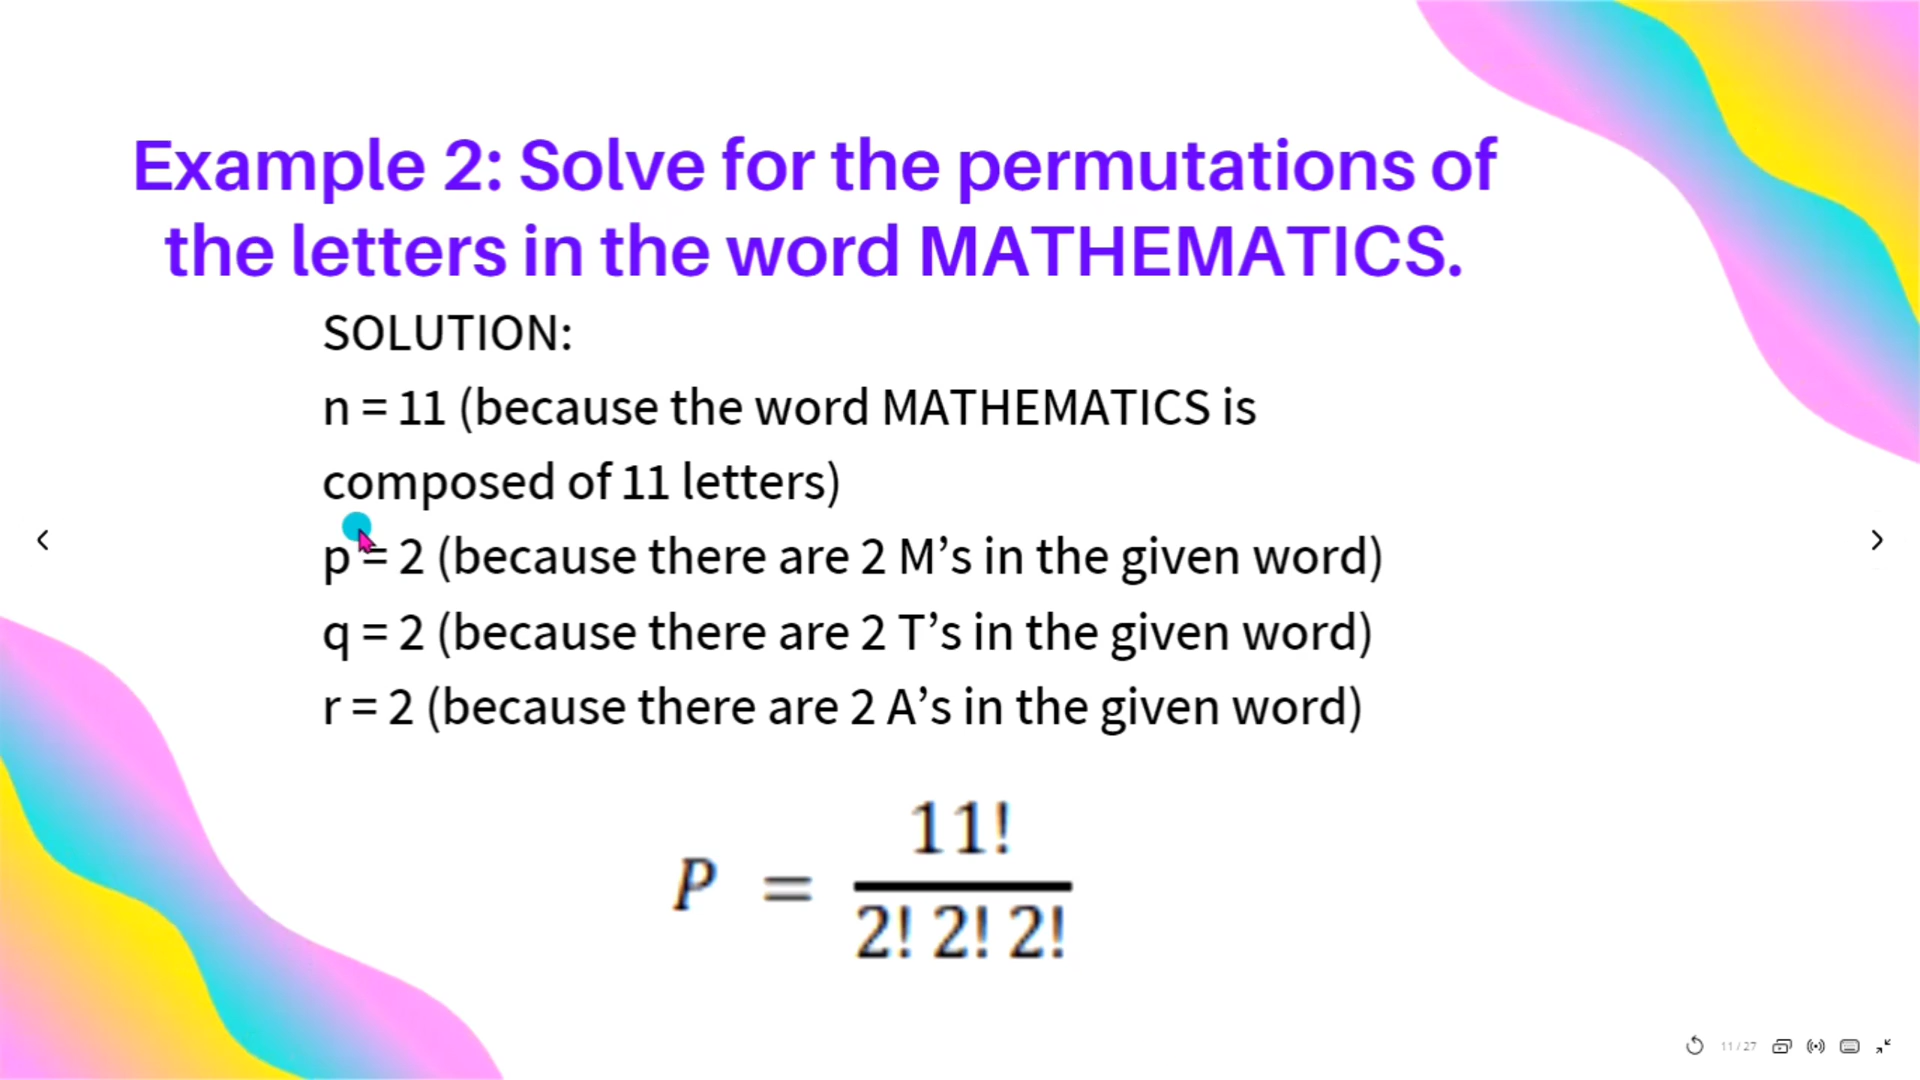 Example 2: Solve for the permutations of
the letters in the word MATHEMATICS.
SOLUTION:
n = 11 (because the word MATHEMATICS is
composed of 11 letters)
p = 2 (because there are 2 M’s in the given word)
q = 2 (because there are 2 T’s in the given word)
r = 2 (because there are 2 A’s in the given word)
P = 11! / 2! 2! 2!
11 / 27